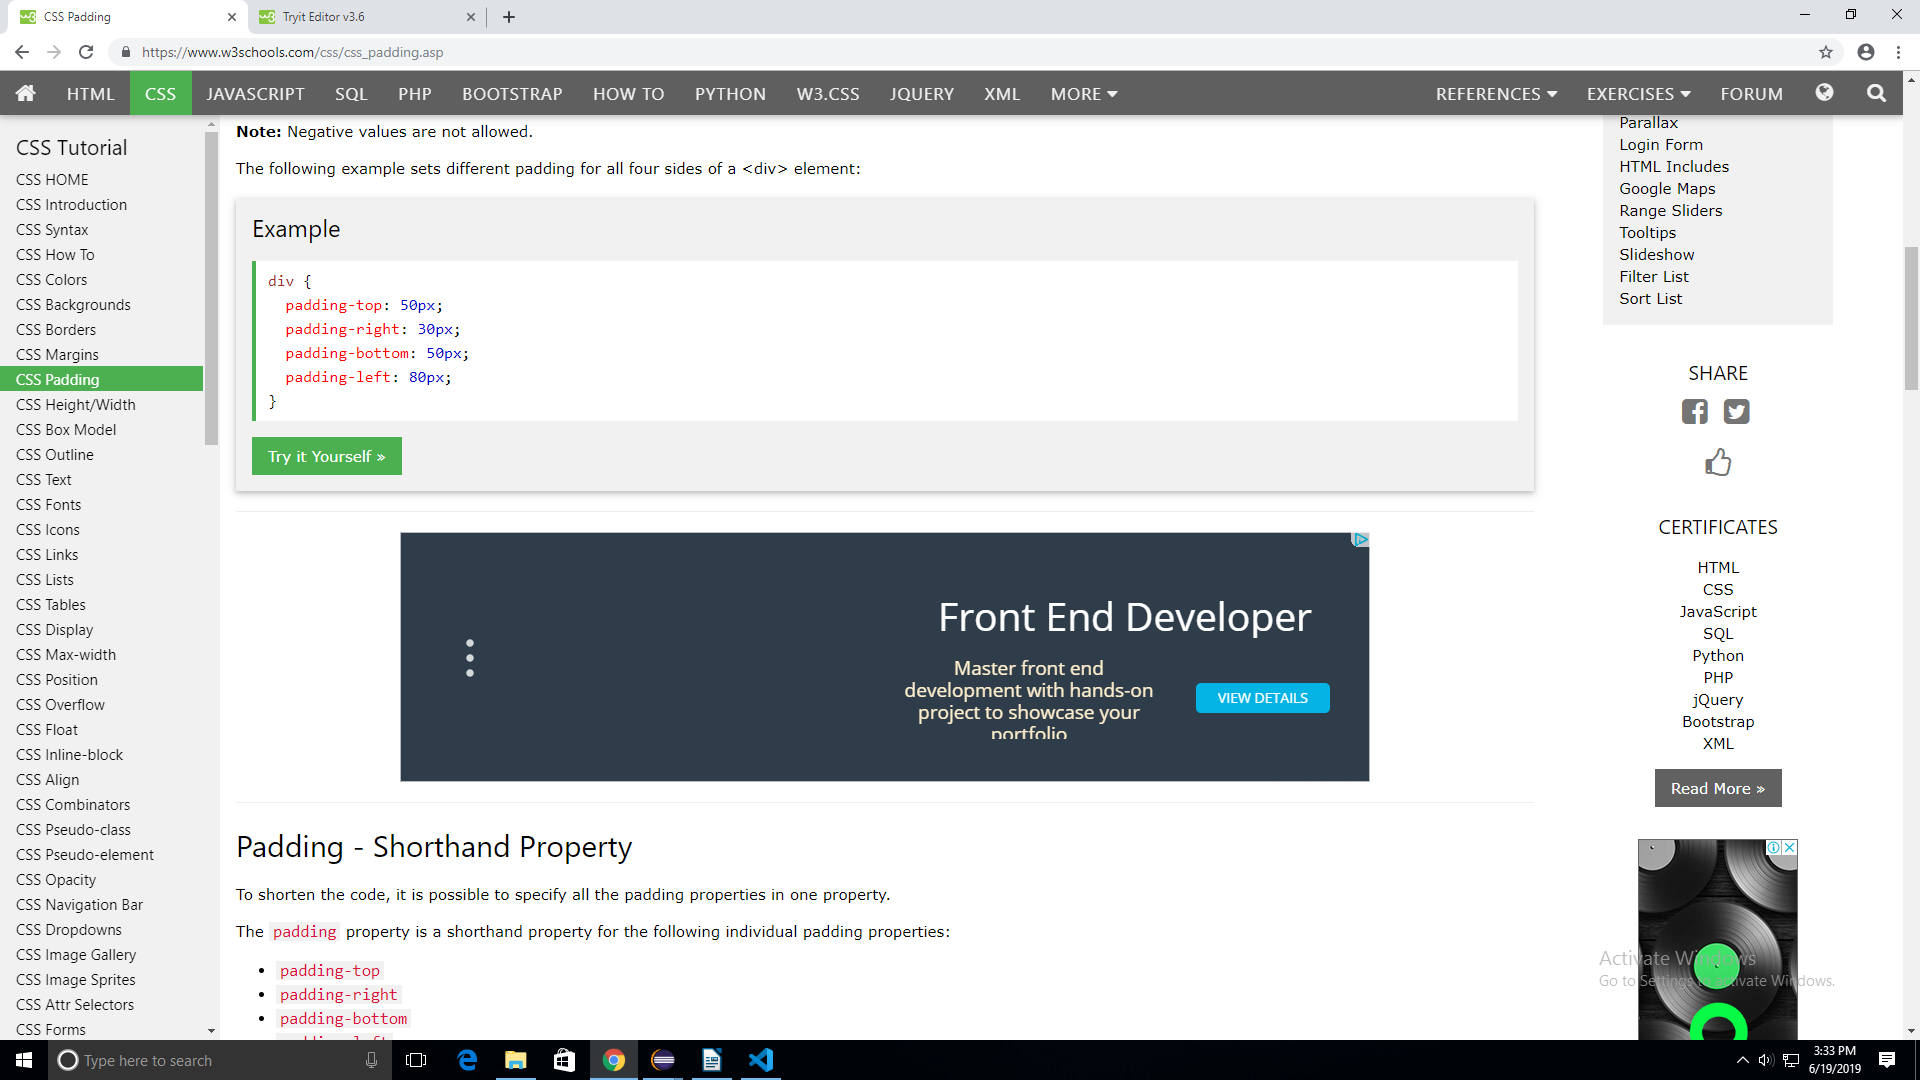 CSS Padding
Tryit Editor v3.6
https://www.w3schools.com/css/css_padding.asp
HTML
CSS
JAVASCRIPT
SQL
PHP
BOOTSTRAP
HOW TO
PYTHON
W3.CSS
JQUERY
XML
MORE
REFERENCES
EXERCISES
FORUM
CSS Tutorial
CSS HOME
CSS Introduction
CSS Syntax
CSS How To
CSS Colors
CSS Backgrounds
CSS Borders
CSS Margins
CSS Padding
CSS Height/Width
CSS Box Model
CSS Outline
CSS Text
CSS Fonts
CSS Icons
CSS Links
CSS Lists
CSS Tables
CSS Display
CSS Max-width
CSS Position
CSS Overflow
CSS Float
CSS Inline-block
CSS Align
CSS Combinators
CSS Pseudo-class
CSS Pseudo-element
CSS Opacity
CSS Navigation Bar
CSS Dropdowns
CSS Image Gallery
CSS Image Sprites
CSS Attr Selectors
CSS Forms
Note: Negative values are not allowed.
The following example sets different padding for all four sides of a <div> element:
Example
div {
padding-top: 50px;
padding-right: 30px;
padding-bottom: 50px;
padding-left: 80px;
}
Try it Yourself »
Front End Developer
Master front end
development with hands-on
project to showcase your
portfolio
VIEW DETAILS
Padding - Shorthand Property
To shorten the code, it is possible to specify all the padding properties in one property.
The padding property is a shorthand property for the following individual padding properties:
• padding-top
• padding-right
• padding-bottom
padding-left
Parallax
Login Form
HTML Includes
Google Maps
Range Sliders
Tooltips
Slideshow
Filter List
Sort List
SHARE
CERTIFICATES
HTML
CSS
JavaScript
SQL
Python
PHP
jQuery
Bootstrap
XML
Read More »
Activate Windows
Go to Settings to activate Windows.
Type here to search
3:33 PM
6/19/2019